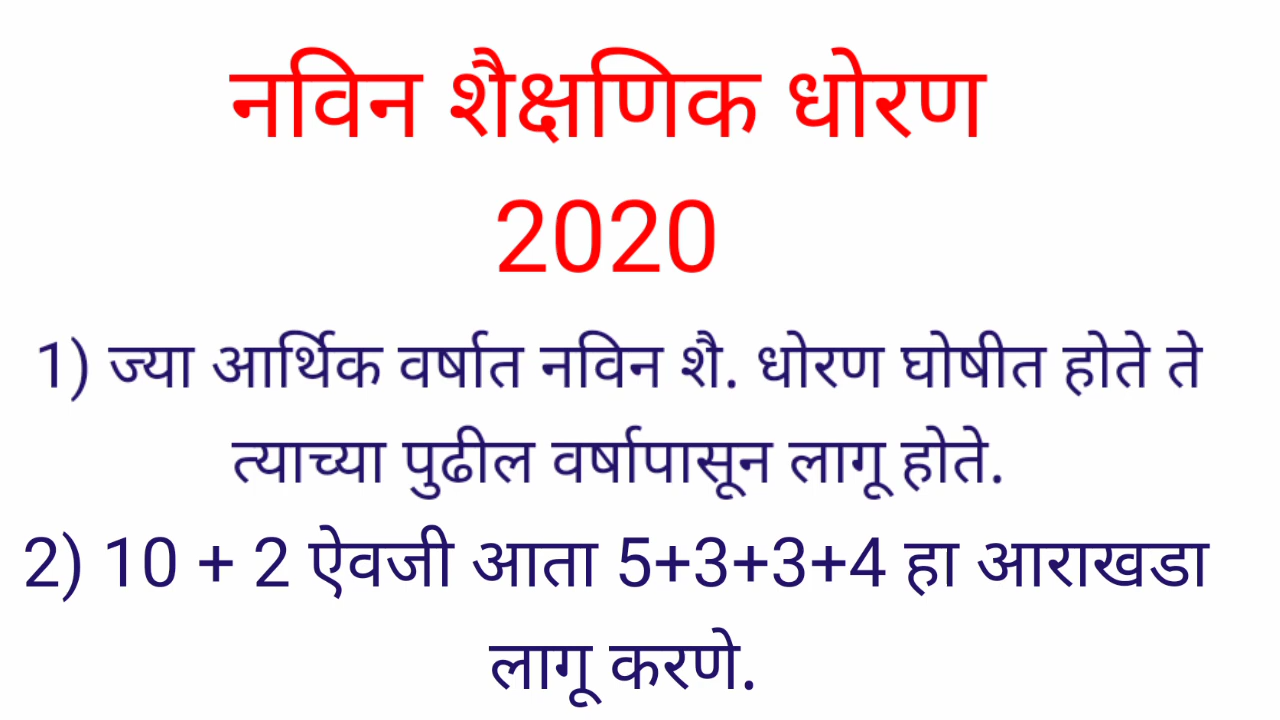 नविन शैक्षणिक धोरण
2020
1) ज्या आर्थिक वर्षात नविन शै. धोरण घोषीत होते ते
त्याच्या पुढील वर्षापासून लागू होते.
2) 10 + 2 ऐवजी आता 5+3+3+4 हा आराखडा
लागू करणे.